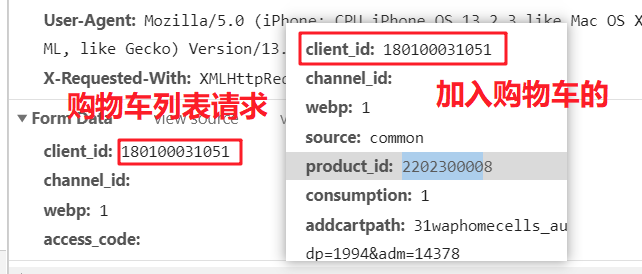 User-Agent: Mozilla/5.0 (iPhone; CPU iPhone OS 13_2_3 like Mac OS X
ML, like Gecko) Version/13.
X-Requested-With: XMLHttpRec
购物车列表请求
Form Data view source
client_id: 180100031051
channel_id:
webp: 1
access_code:
client_id: 180100031051
channel_id:
webp: 1
加入购物车的
source: common
product_id: 2202300008
consumption: 1
addcartpath: 31waphomecells_au
dp=1994&adm=14378